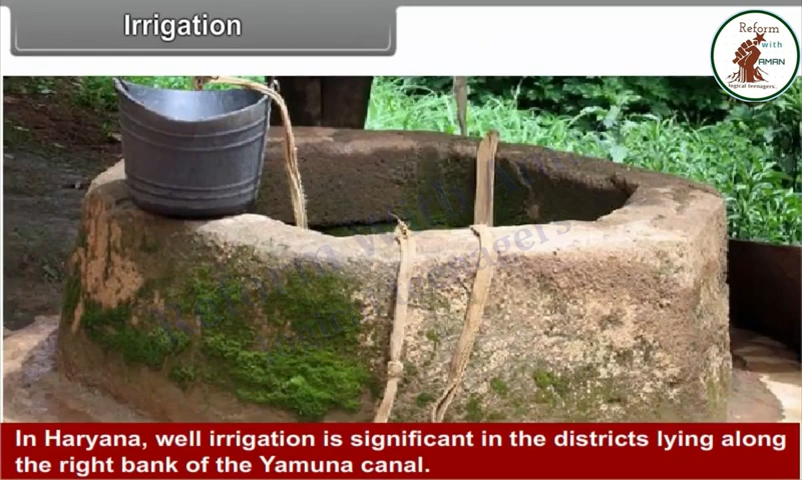 Irrigation
Reform
with
AMAN
logical teenagers..
In Haryana, well irrigation is significant in the districts lying along
the right bank of the Yamuna canal.